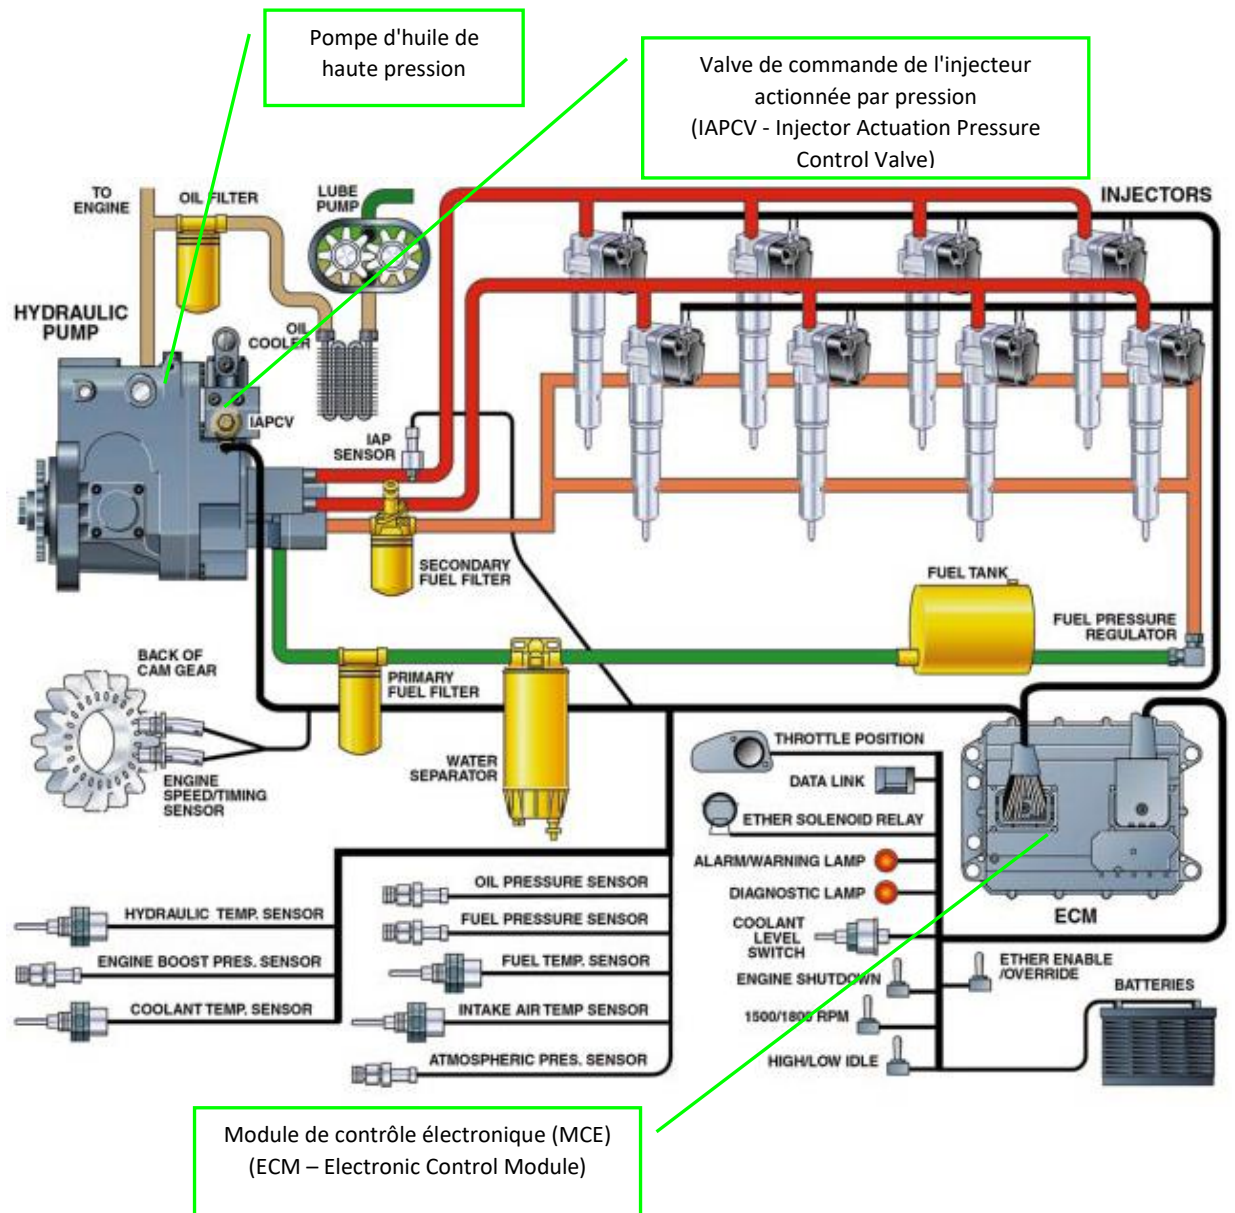 Pompe d'huile de
haute pression
Valve de commande de l'injecteur
actionnée par pression
(IAPCV - Injector Actuation Pressure
Control Valve)
TO
ENGINE
OIL FILTER
LUBE
PUMP
INJECTORS
HYDRAULIC
PUMP
OIL
COOLER
IAPCV
IAP
SENSOR
SECONDARY
FUEL FILTER
FUEL TANK
FUEL PRESSURE
REGULATOR
BACK OF
CAM GEAR
PRIMARY
FUEL FILTER
ENGINE
SPEED/TIMING
SENSOR
WATER
SEPARATOR
THROTTLE POSITION
DATA LINK
ETHER SOLENOID RELAY
ALARM/WARNING LAMP
DIAGNOSTIC LAMP
ECM
COOLANT
LEVEL
SWITCH
ENGINE SHUTDOWN
ETHER ENABLE
/OVERRIDE
1500/1800 RPM
HIGH/LOW IDLE
BATTERIES
OIL PRESSURE SENSOR
HYDRAULIC TEMP. SENSOR
FUEL PRESSURE SENSOR
ENGINE BOOST PRES. SENSOR
FUEL TEMP. SENSOR
COOLANT TEMP. SENSOR
INTAKE AIR TEMP SENSOR
ATMOSPHERIC PRES. SENSOR
Module de contrôle électronique (MCE)
(ECM – Electronic Control Module)